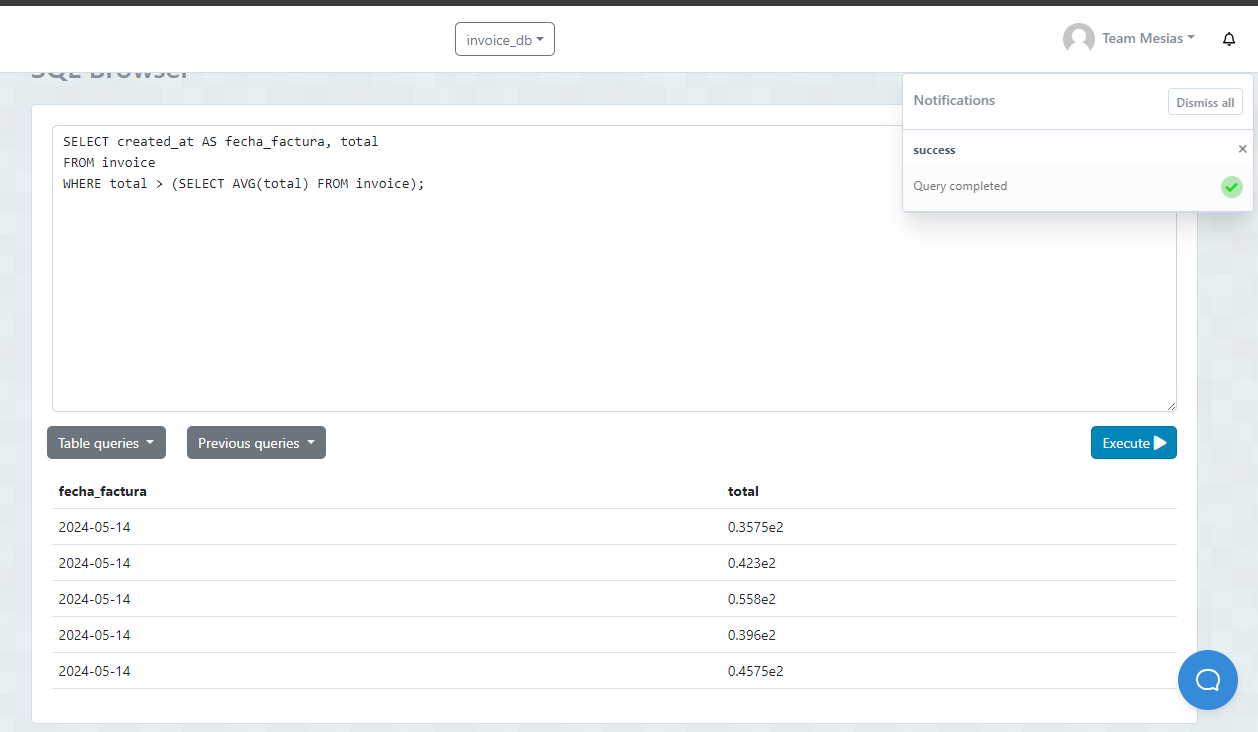 invoice_db
Team Mesias
SQL Browser
Notifications
Dismiss all
success
×
Query completed
SELECT created_at AS fecha_factura, total
FROM invoice
WHERE total > (SELECT AVG(total) FROM invoice);
Table queries
Previous queries
Execute
fecha_factura total
2024-05-14 0.3575e2
2024-05-14 0.423e2
2024-05-14 0.558e2
2024-05-14 0.396e2
2024-05-14 0.4575e2